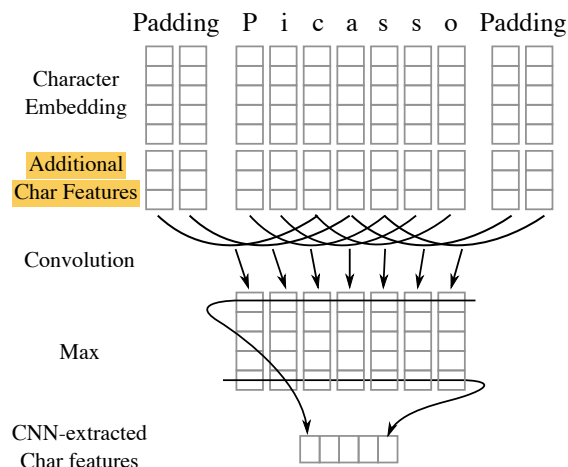 Padding P i c a s s o Padding
Character
Embedding
Additional
Char Features
Convolution
Max
CNN-extracted
Char features